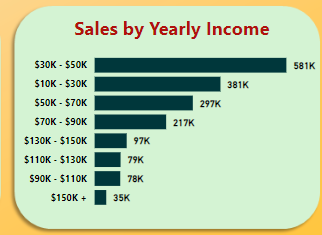 Sales by Yearly Income
$30K - $50K 581K
$10K - $30K 381K
$50K - $70K 297K
$70K - $90K 217K
$130K - $150K 97K
$110K - $130K 79K
$90K - $110K 78K
$150K + 35K